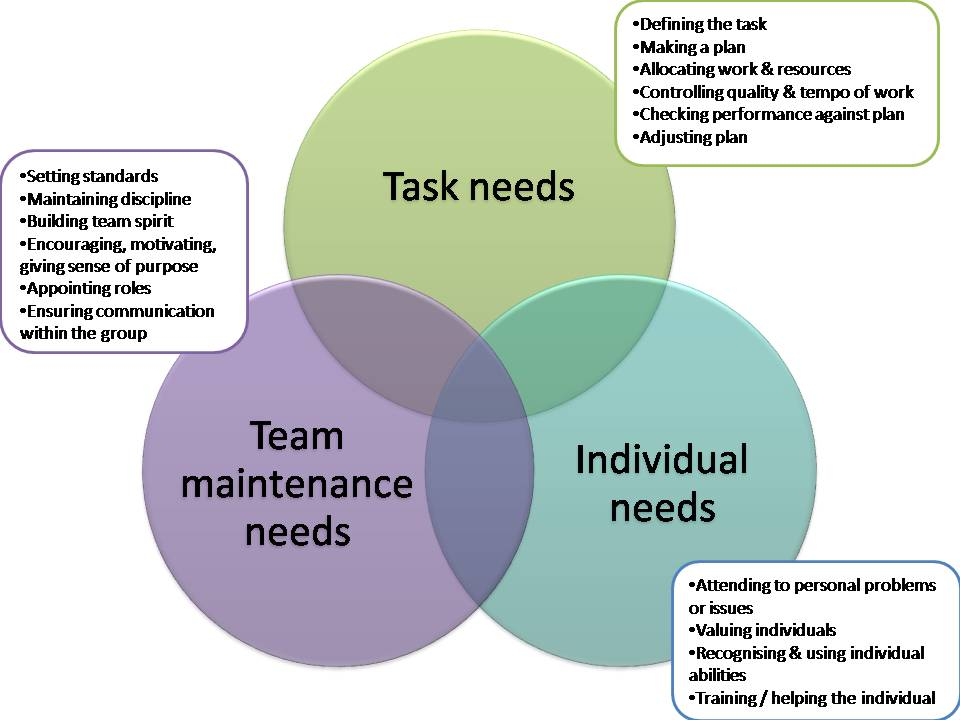 •Defining the task
•Making a plan
•Allocating work & resources
•Controlling quality & tempo of work
•Checking performance against plan
•Adjusting plan
Task needs
•Setting standards
•Maintaining discipline
•Building team spirit
•Encouraging, motivating,
giving sense of purpose
•Appointing roles
•Ensuring communication
within the group
Team
maintenance
needs
Individual
needs
•Attending to personal problems
or issues
•Valuing individuals
•Recognising & using individual
abilities
•Training / helping the individual